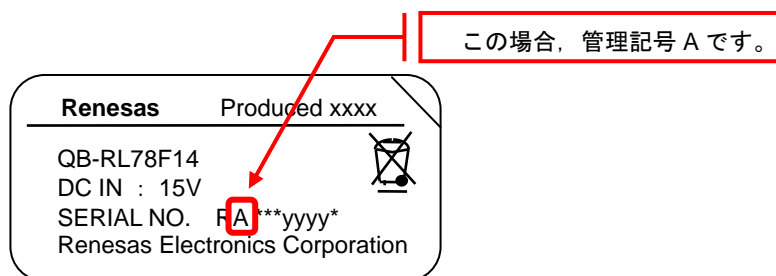 この場合，管理記号 A です。
Renesas Produced xxxx
QB-RL78F14
DC IN : 15V
SERIAL NO. RA***yyyy*
Renesas Electronics Corporation